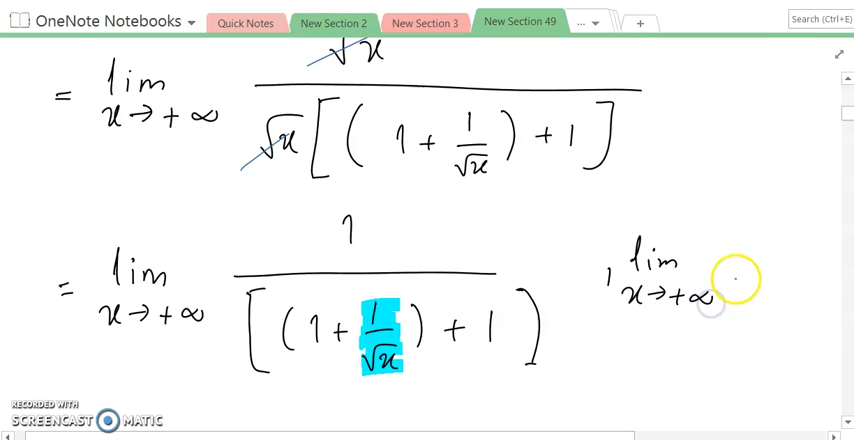 OneNote Notebooks ▾ Quick Notes New Section 2 New Section 3 New Section 49 ... ▾ + Search (Ctrl+E)
= lim x→+∞ √x / √x[(1 + 1/√x) + 1]
= lim x→+∞ 1 / [(1 + 1/√x) + 1) , lim x→+∞
RECORDED WITH
SCREENCAST MATIC